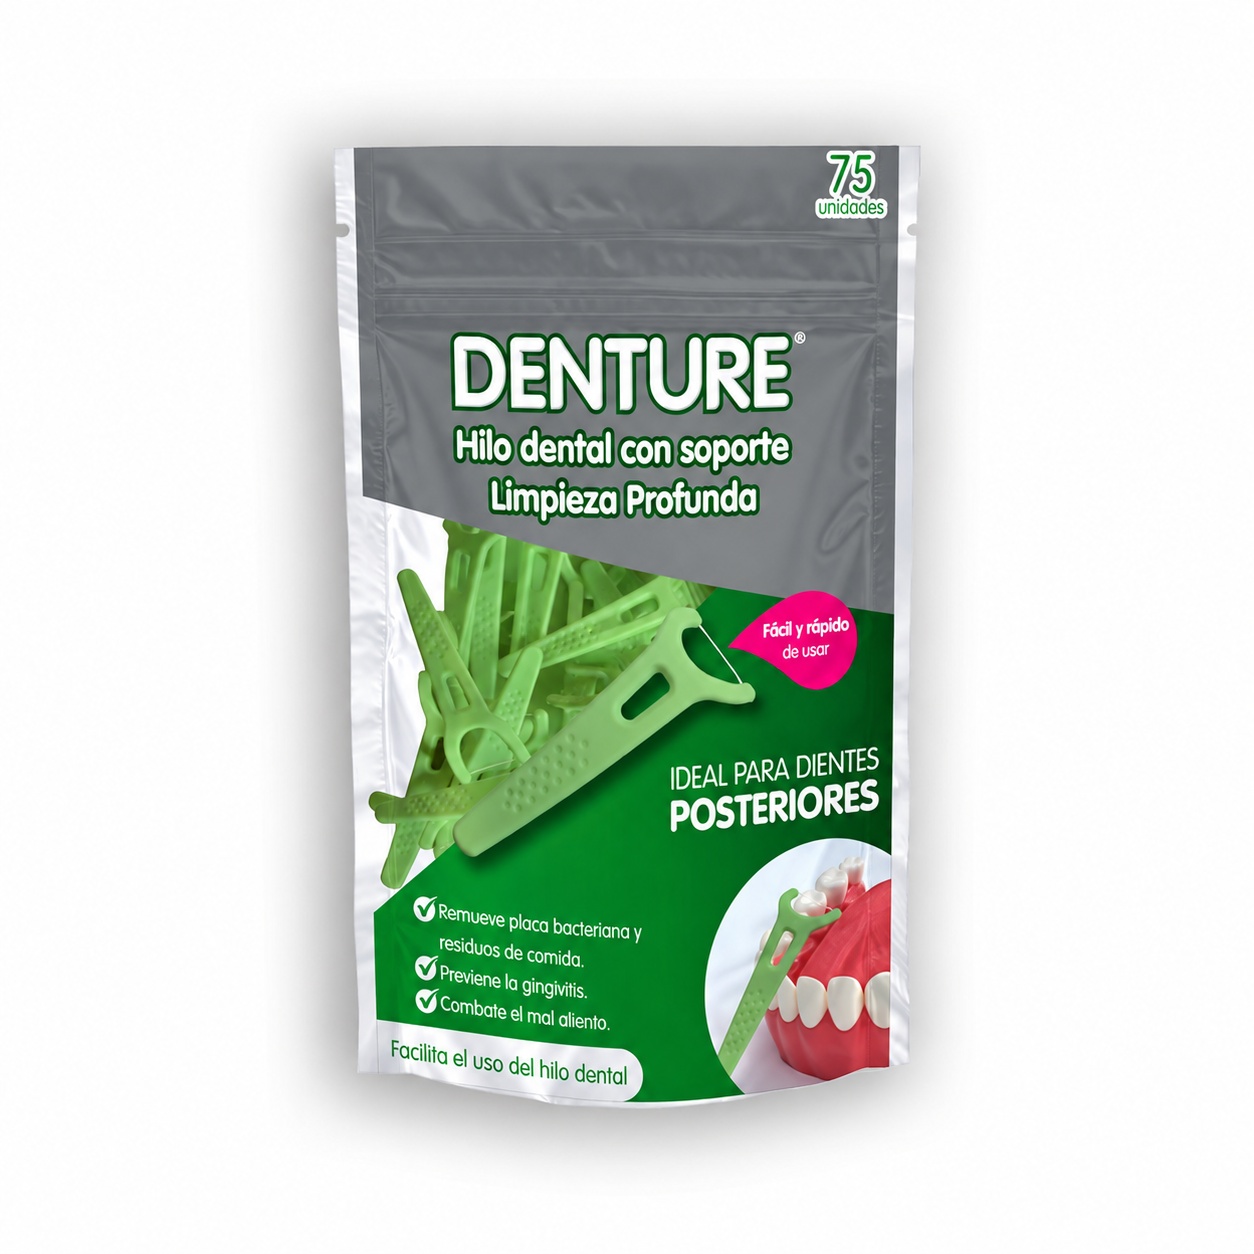 75
unidades
DENTURE®
Hilo dental con soporte
Limpieza Profunda
Fácil y rápido
de usar
IDEAL PARA DIENTES
POSTERIORES
Remueve placa bacteriana y
residuos de comida.
Previene la gingivitis.
Combate el mal aliento.
Facilita el uso del hilo dental